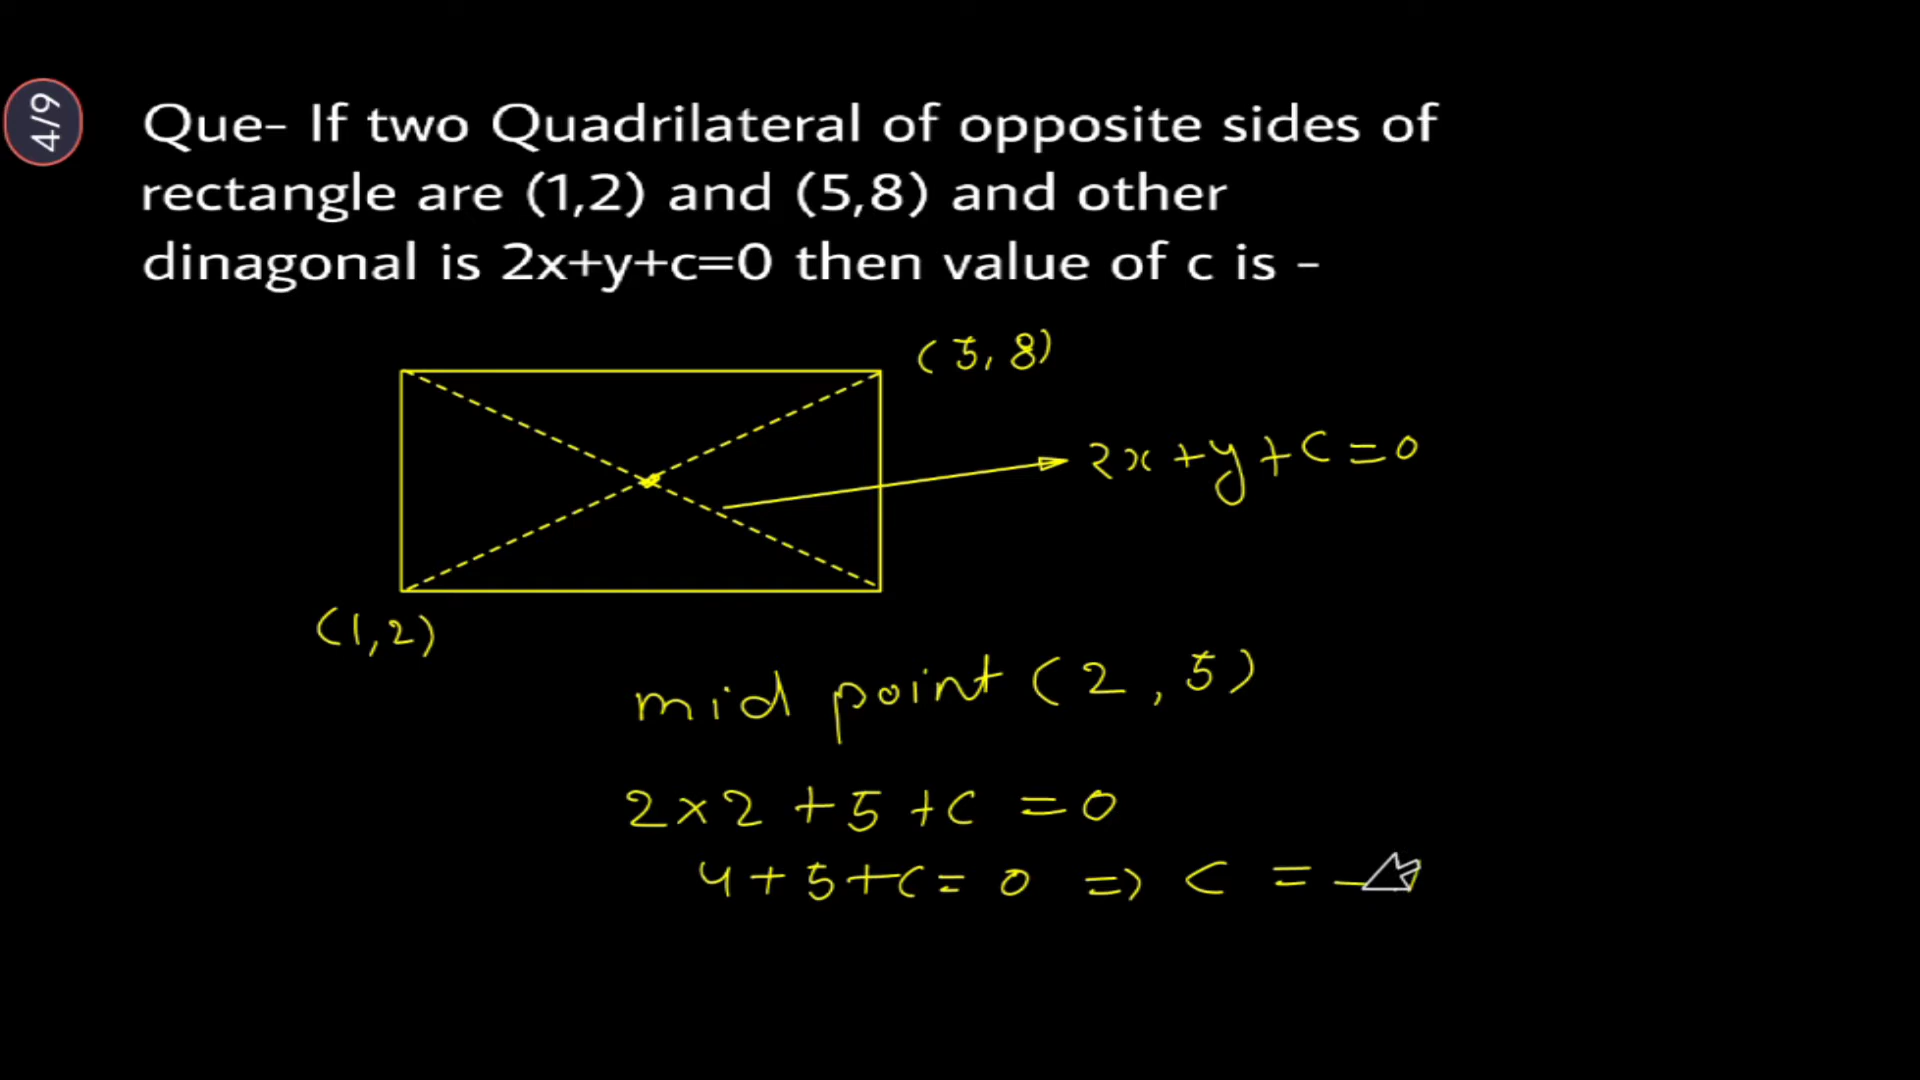 4/9
Que- If two Quadrilateral of opposite sides of
rectangle are (1,2) and (5,8) and other
dinagonal is 2x+y+c=0 then value of c is -
(5,8)
2x+y+c=0
(1,2)
mid point (2,5)
2×2+5+c=0
4+5+c=0 => c = -